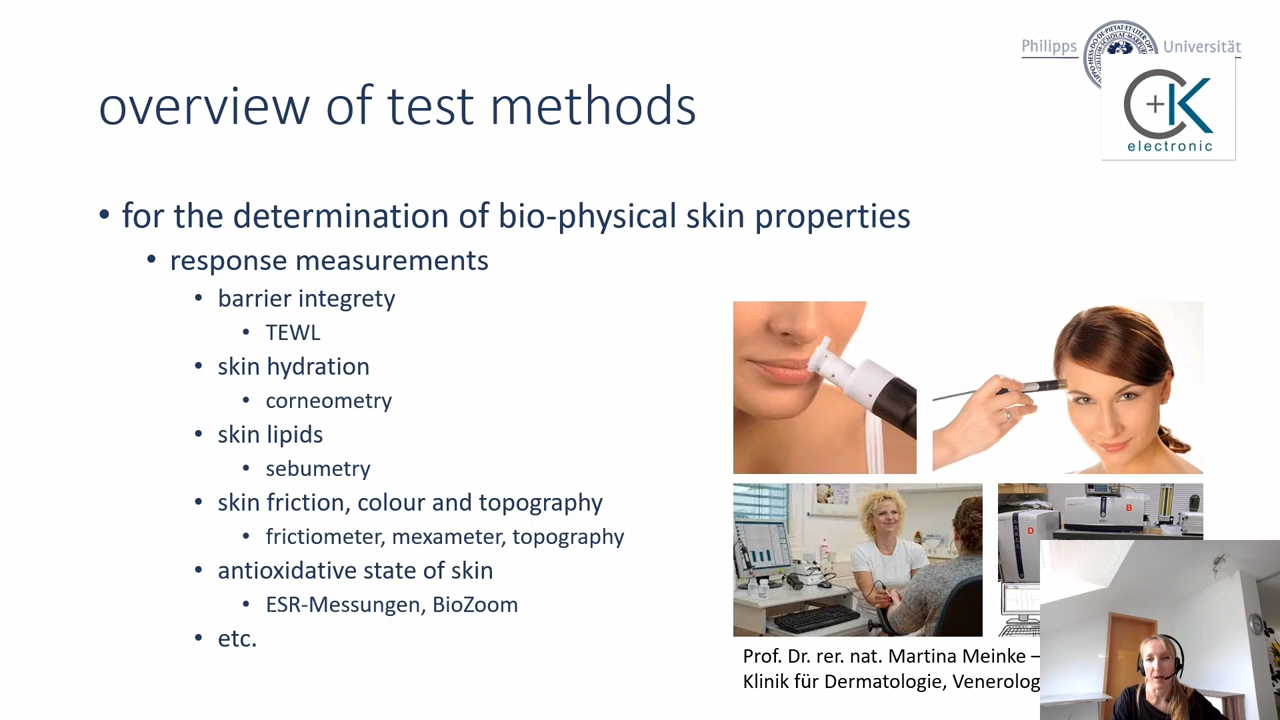 Philipps Universität
C+K
electronic
overview of test methods
• for the determination of bio-physical skin properties
• response measurements
• barrier integrety
• TEWL
• skin hydration
• corneometry
• skin lipids
• sebumetry
• skin friction, colour and topography
• frictiometer, mexameter, topography
• antioxidative state of skin
• ESR-Messungen, BioZoom
• etc.
B
D
Prof. Dr. rer. nat. Martina Meinke –
Klinik für Dermatologie, Venerolog